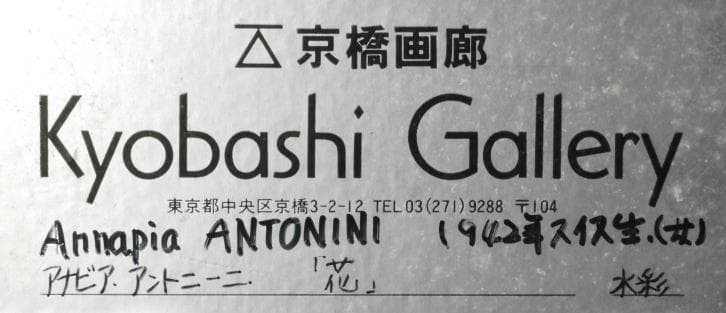 京橋画廊
Kyobashi Gallery
東京都中央区京橋3-2-12 TEL 03(271)9288 〒104
Annapia ANTONINI 1942年スイス生.(女)
アナピア.アントニーニ. 「花」 水彩